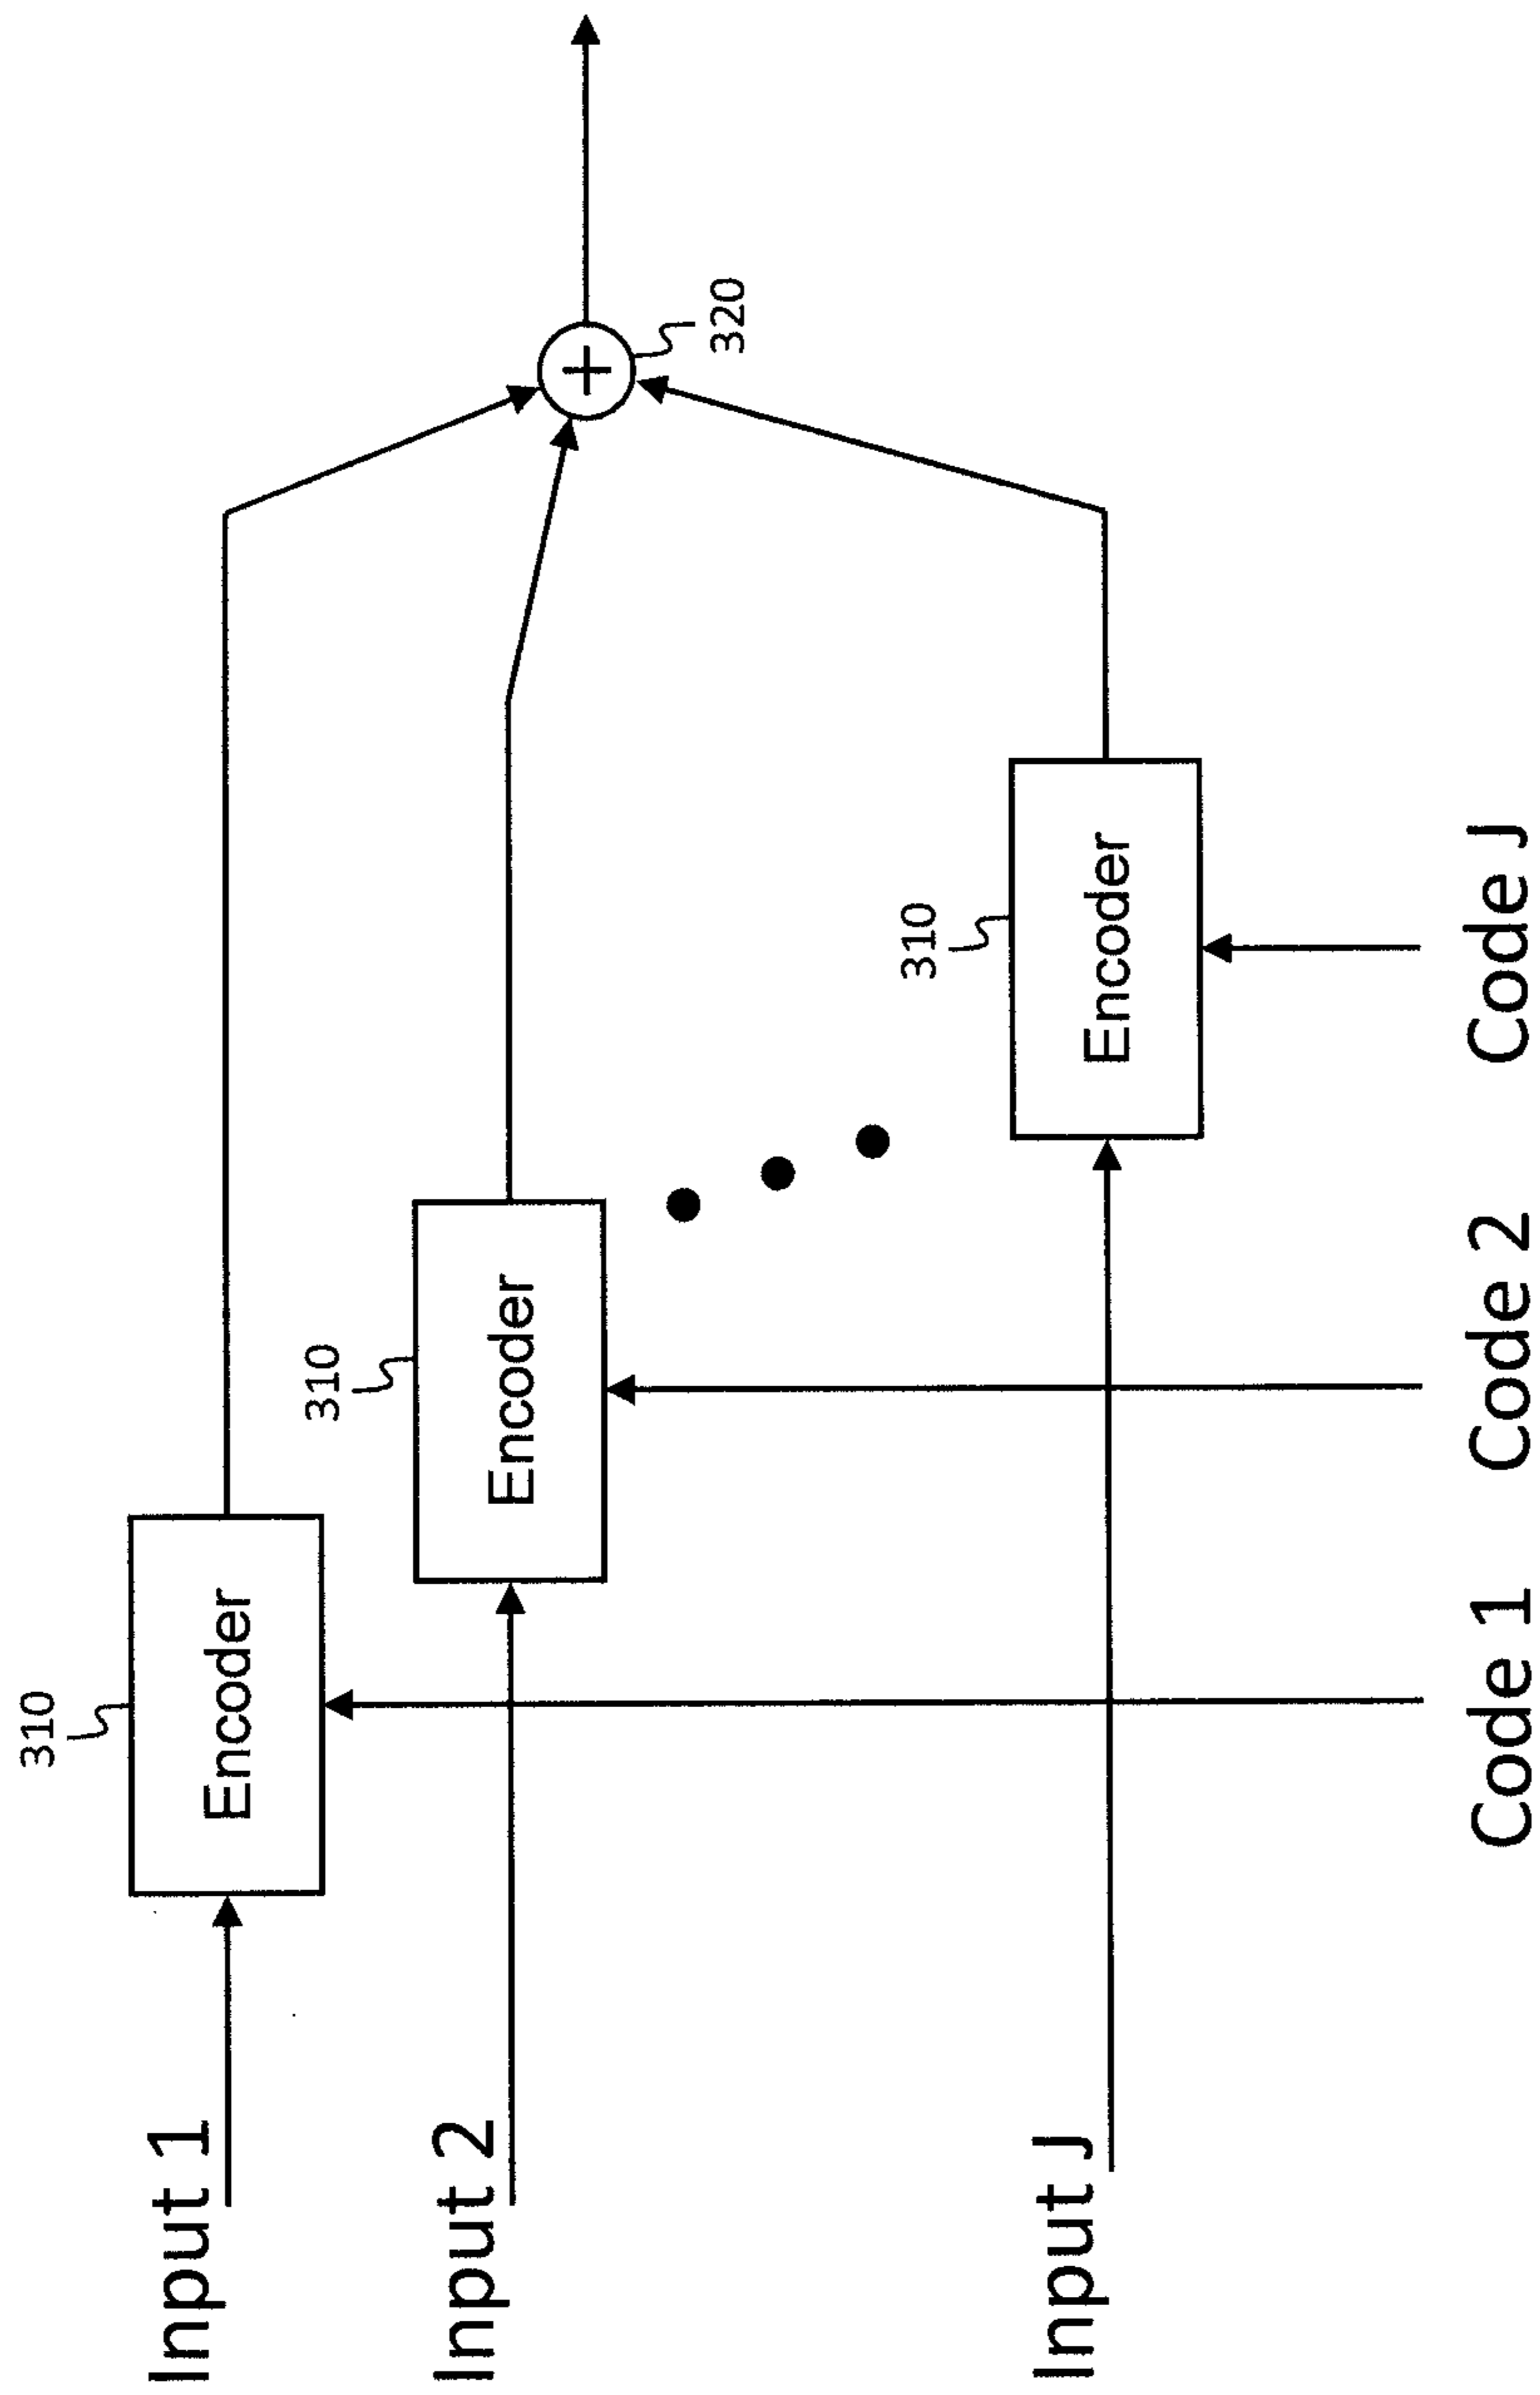 Input 1
310
Encoder
Input 2
310
Encoder
320
Input J
310
Encoder
Code 1
Code 2
Code J